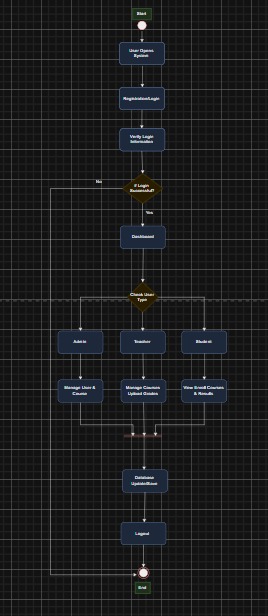 Start
User Opens
System
Registration/Login
Verify Login
Information
If Login
Successful?
No
Yes
Dashboard
Check User
Type
Admin
Teacher
Student
Manage User &
Course
Manage Courses
Upload Grades
View Enroll Courses
& Results
Database
Update/Save
Logout
End